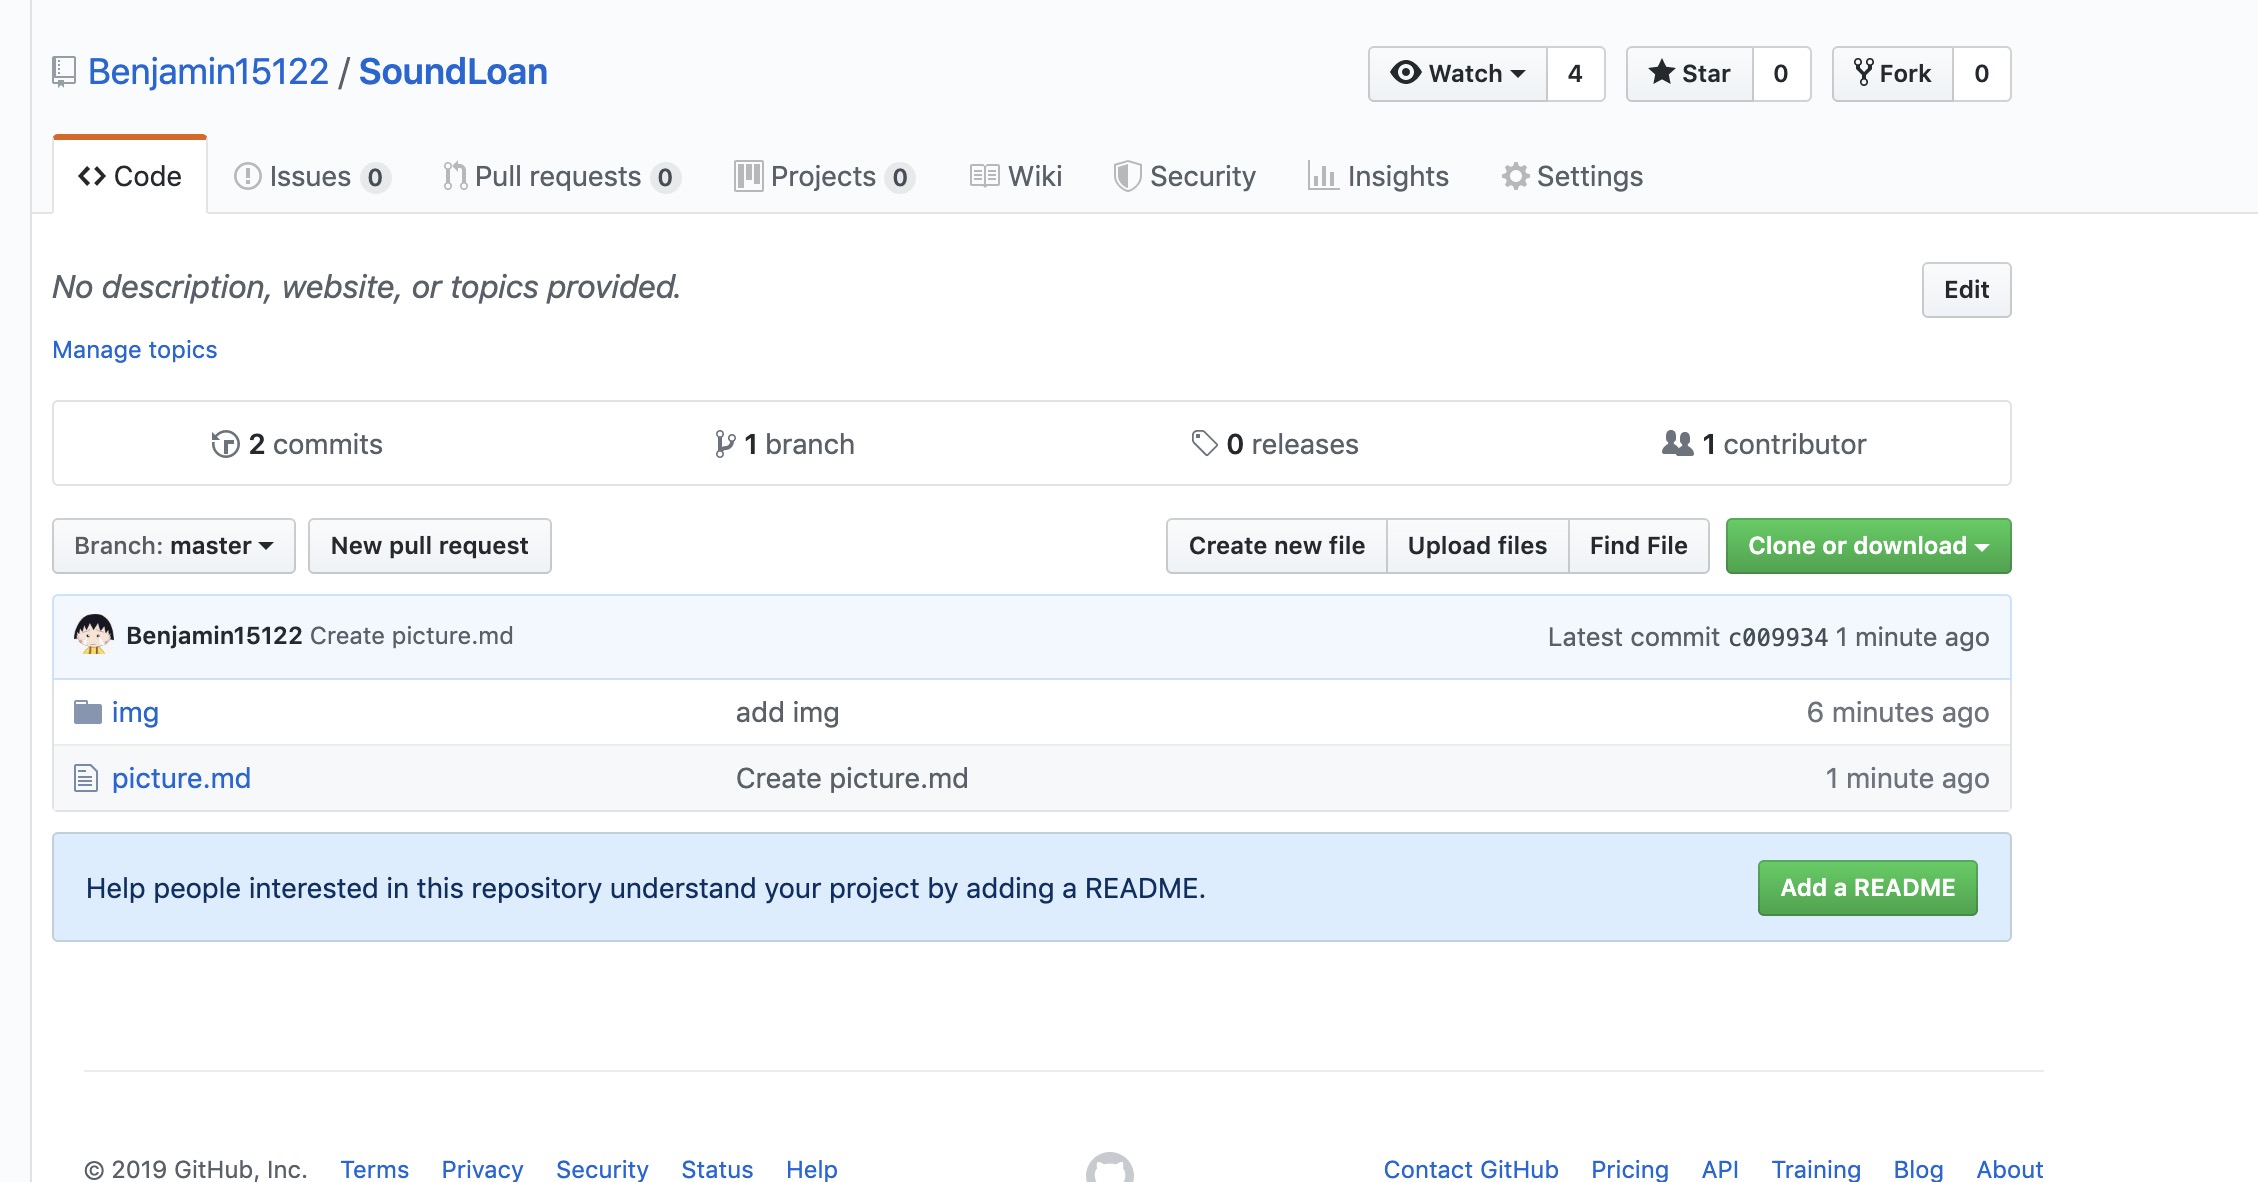 Benjamin15122 / SoundLoan
Watch 4 Star 0 Fork 0
Code Issues 0 Pull requests 0 Projects 0 Wiki Security Insights Settings
No description, website, or topics provided. Edit
Manage topics
2 commits 1 branch 0 releases 1 contributor
Branch: master New pull request Create new file Upload files Find File Clone or download
Benjamin15122 Create picture.md Latest commit c009934 1 minute ago
img add img 6 minutes ago
picture.md Create picture.md 1 minute ago
Help people interested in this repository understand your project by adding a README. Add a README
© 2019 GitHub, Inc. Terms Privacy Security Status Help Contact GitHub Pricing API Training Blog About